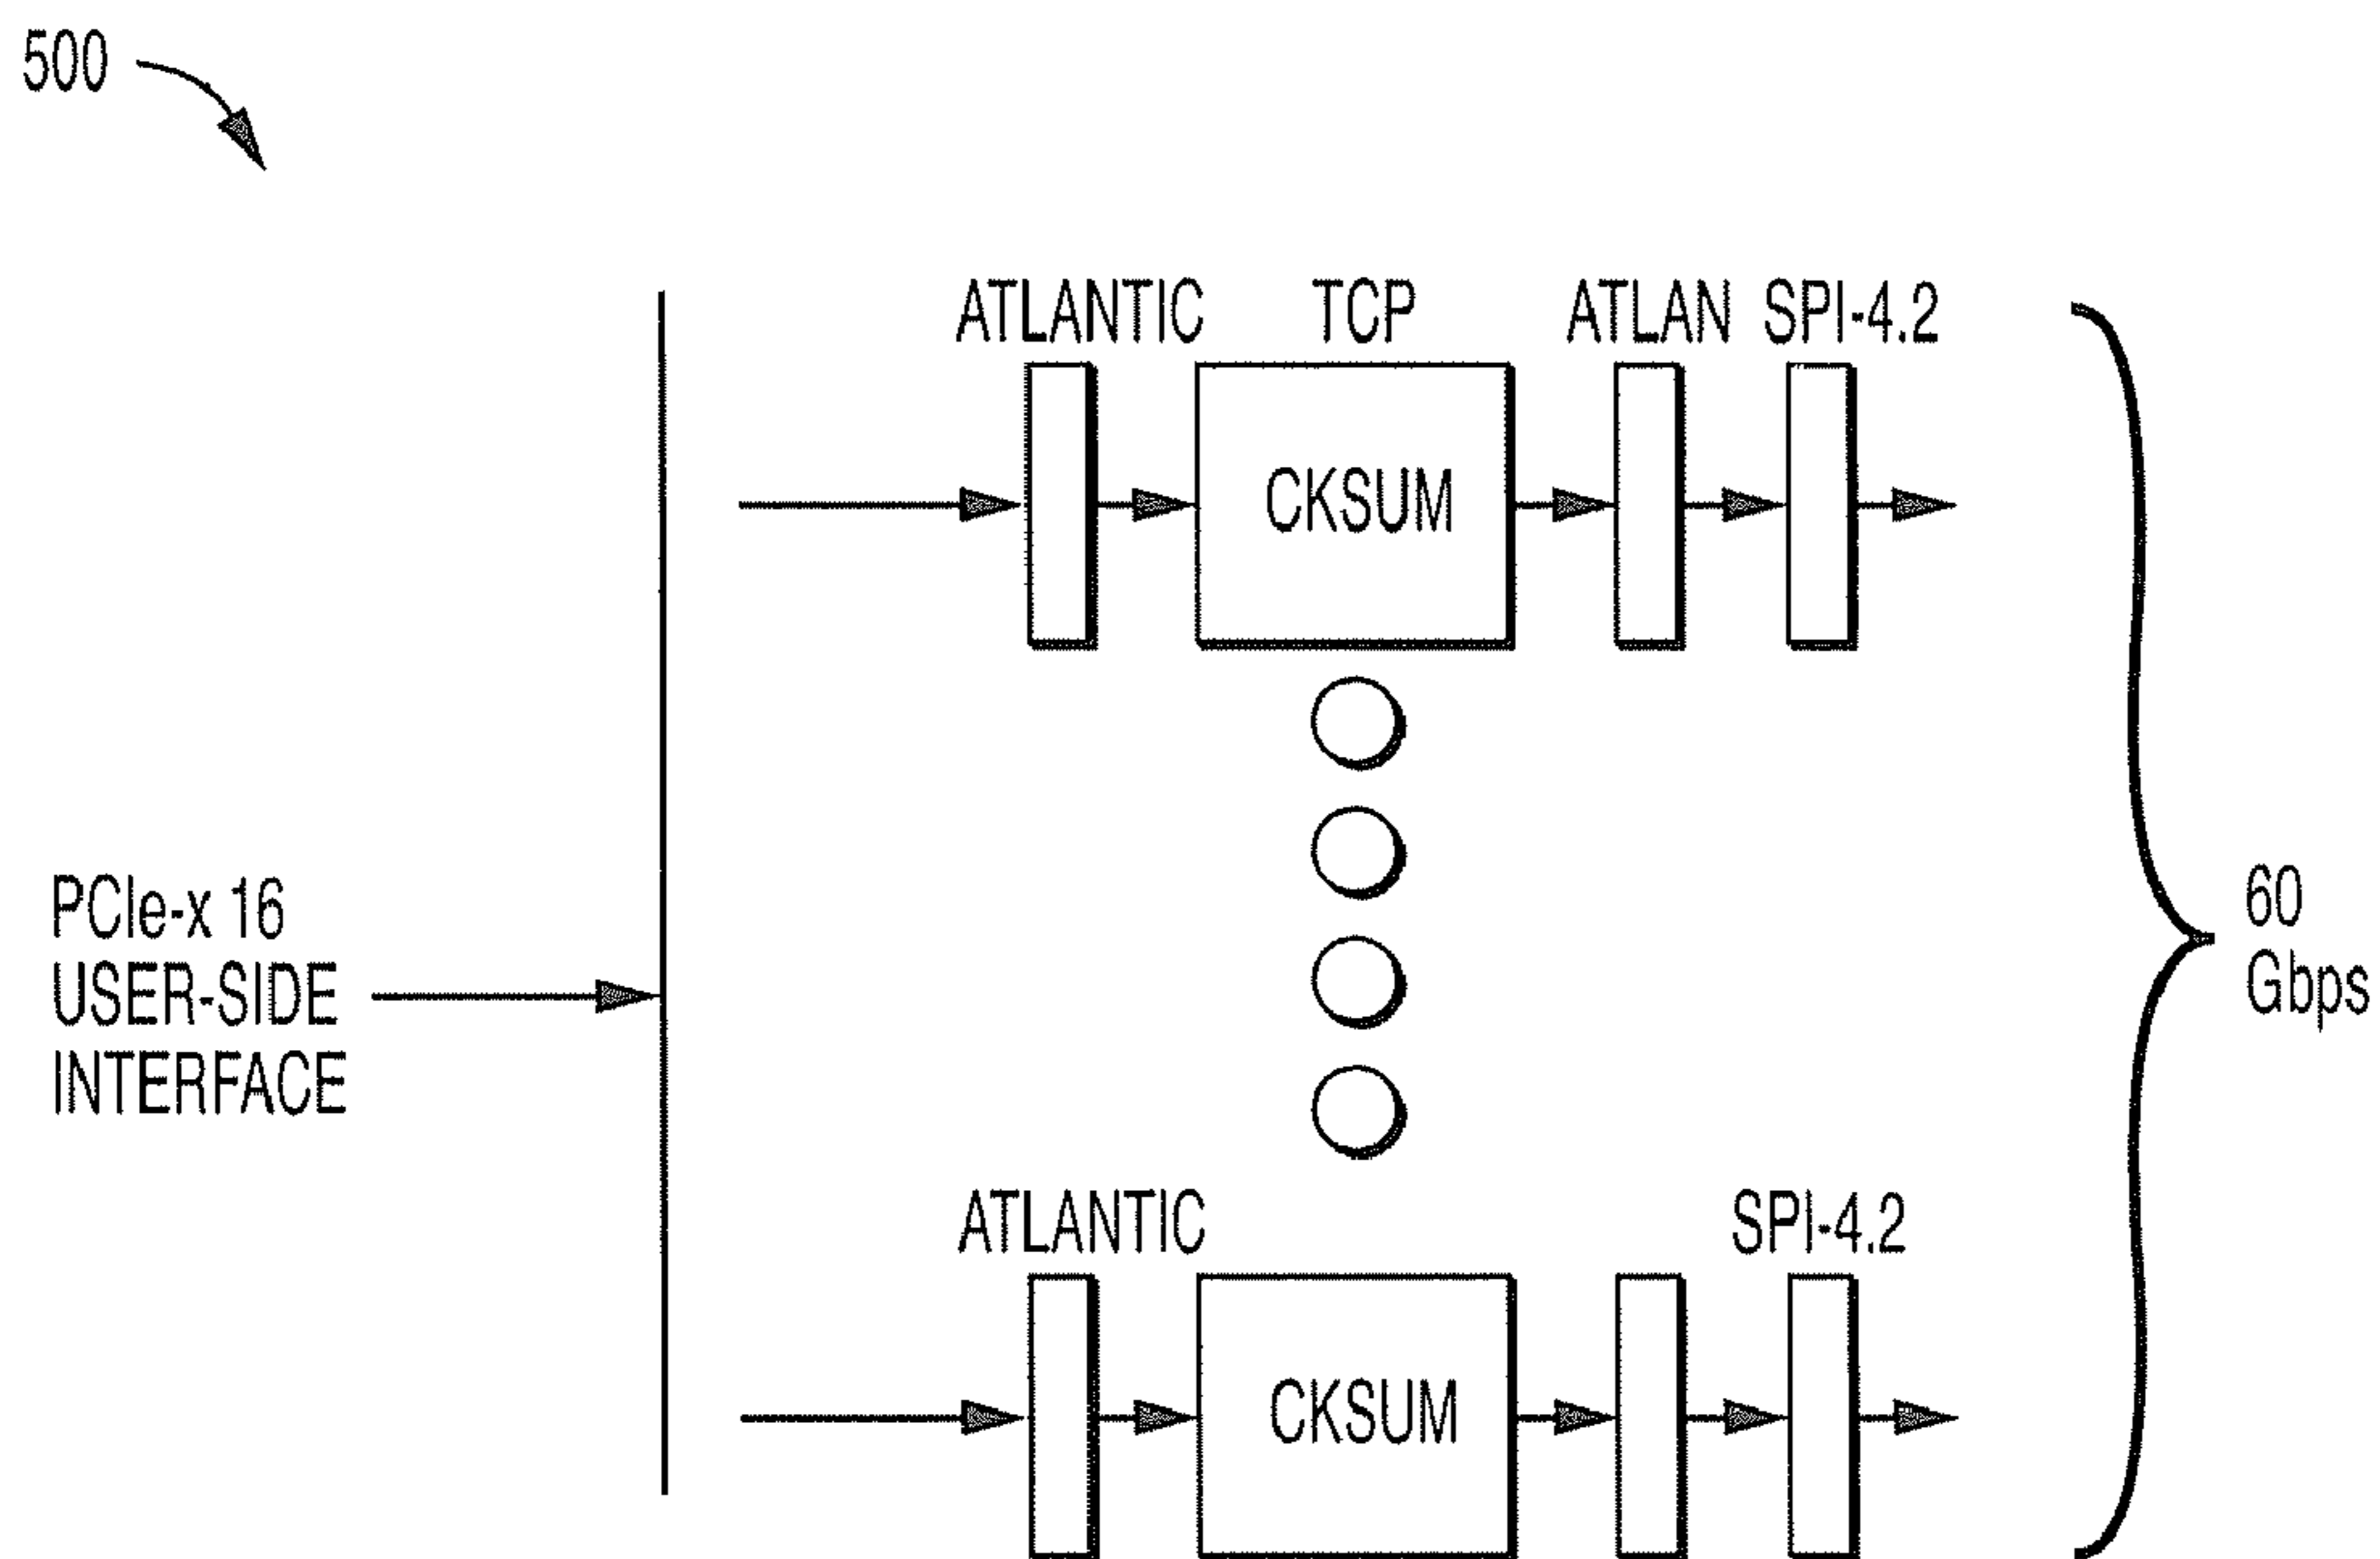 500
ATLANTIC TCP ATLAN SPI-4.2
CKSUM
PCIe-x 16
USER-SIDE
INTERFACE
60
Gbps
ATLANTIC SPI-4.2
CKSUM